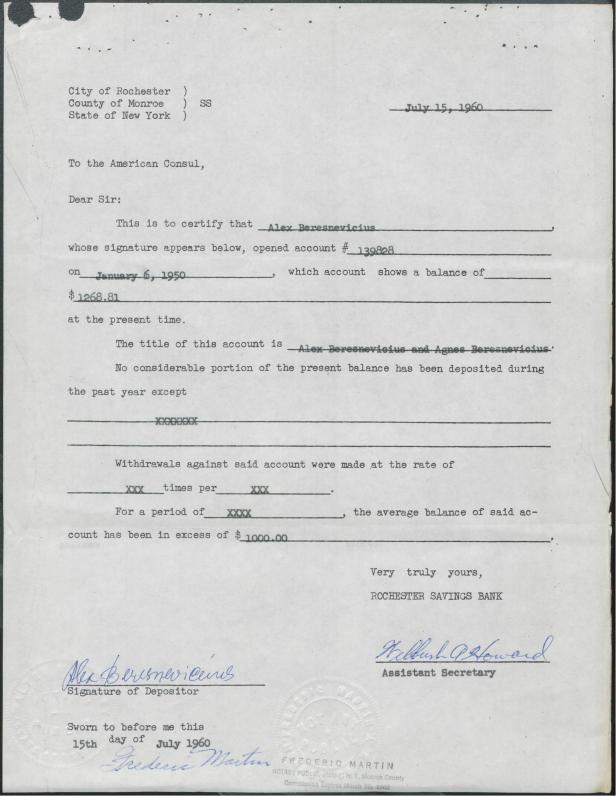 City of Rochester )
County of Monroe ) SS
State of New York )
July 15, 1960
To the American Consul,
Dear Sir:
This is to certify that Alex Beresnevicius,
whose signature appears below, opened account # 139828
on January 6, 1950, which account shows a balance of
$1268.81
at the present time.
The title of this account is Alex Beresnevicius and Agnes Beresnevicius.
No considerable portion of the present balance has been deposited during
the past year except
XXXXXXX
Withdrawals against said account were made at the rate of
XXX times per XXX.
For a period of XXXX, the average balance of said ac-
count has been in excess of $1000.00.
Very truly yours,
ROCHESTER SAVINGS BANK
Howard
Assistant Secretary
Alex Beresnevicius
Signature of Depositor
Sworn to before me this
15th day of July 1960
Frederic Martin
FREDERIC MARTIN
NOTARY PUBLIC, N. Y., Monroe County
Commission Expires March 30,